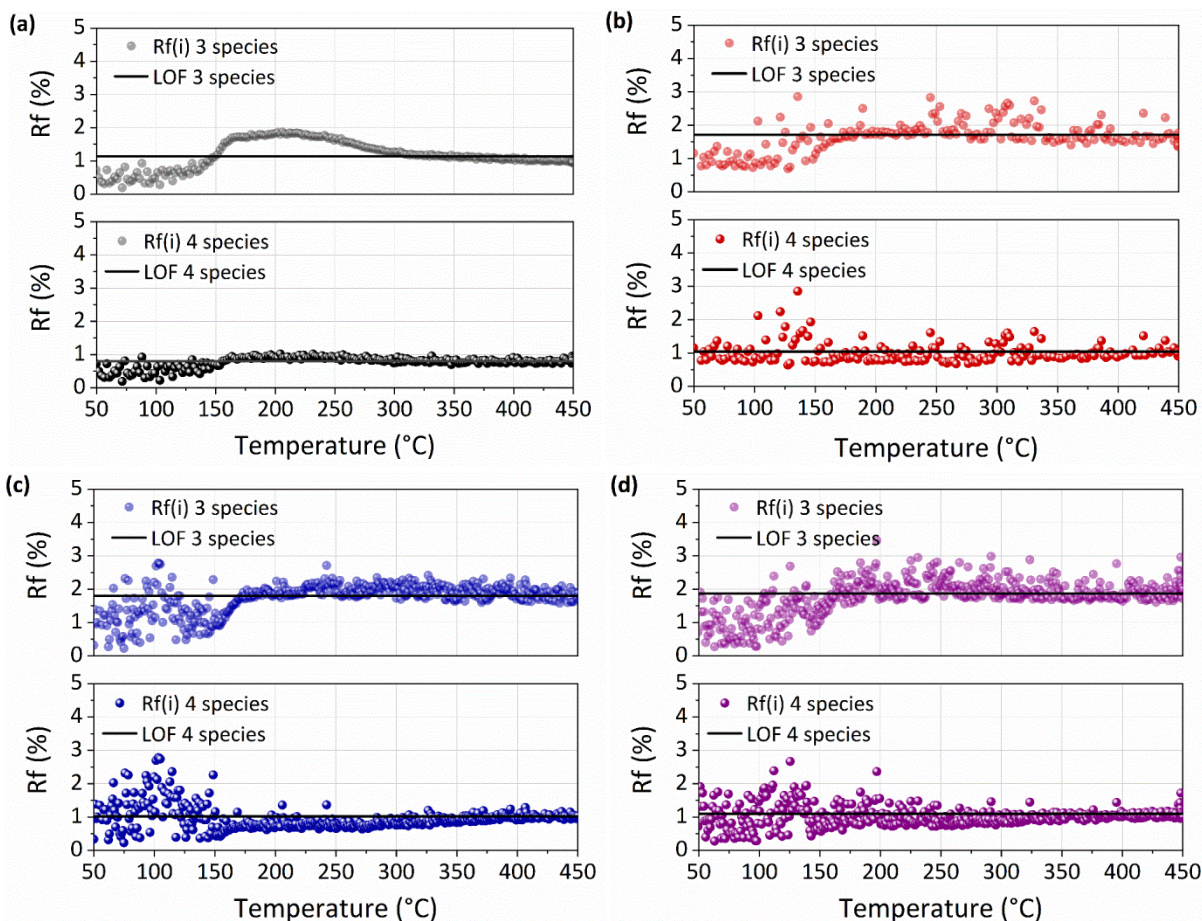 (a)
5
4
3
2
1
0
Rf (%)
Rf(i) 3 species
LOF 3 species
5
4
3
2
1
0
Rf (%)
Rf(i) 4 species
LOF 4 species
50 100 150 200 250 300 350 400 450
Temperature (°C)
(b)
5
4
3
2
1
0
Rf (%)
Rf(i) 3 species
LOF 3 species
5
4
3
2
1
0
Rf (%)
Rf(i) 4 species
LOF 4 species
50 100 150 200 250 300 350 400 450
Temperature (°C)
(c)
5
4
3
2
1
0
Rf (%)
Rf(i) 3 species
LOF 3 species
5
4
3
2
1
0
Rf (%)
Rf(i) 4 species
LOF 4 species
50 100 150 200 250 300 350 400 450
Temperature (°C)
(d)
5
4
3
2
1
0
Rf (%)
Rf(i) 3 species
LOF 3 species
5
4
3
2
1
0
Rf (%)
Rf(i) 4 species
LOF 4 species
50 100 150 200 250 300 350 400 450
Temperature (°C)